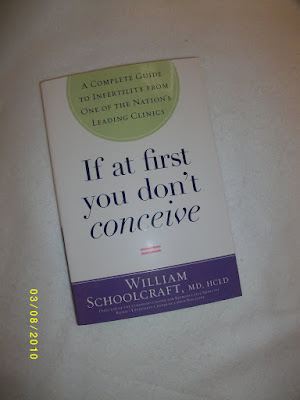 A COMPLETE GUIDE
TO INFERTILITY FROM
ONE OF THE NATION'S
LEADING CLINICS
If at first
you don't
conceive
WILLIAM
SCHOOLCRAFT, MD, HCLD
03/08/2010